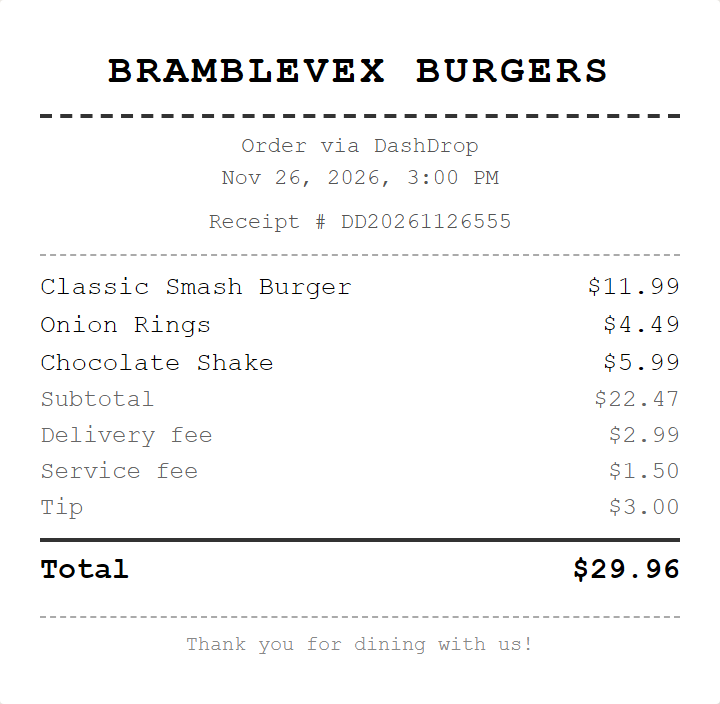 BRAMBLEVEX BURGERS
Order via DashDrop
Nov 26, 2026, 3:00 PM
Receipt # DD20261126555
Classic Smash Burger $11.99
Onion Rings $4.49
Chocolate Shake $5.99
Subtotal $22.47
Delivery fee $2.99
Service fee $1.50
Tip $3.00
Total $29.96
Thank you for dining with us!